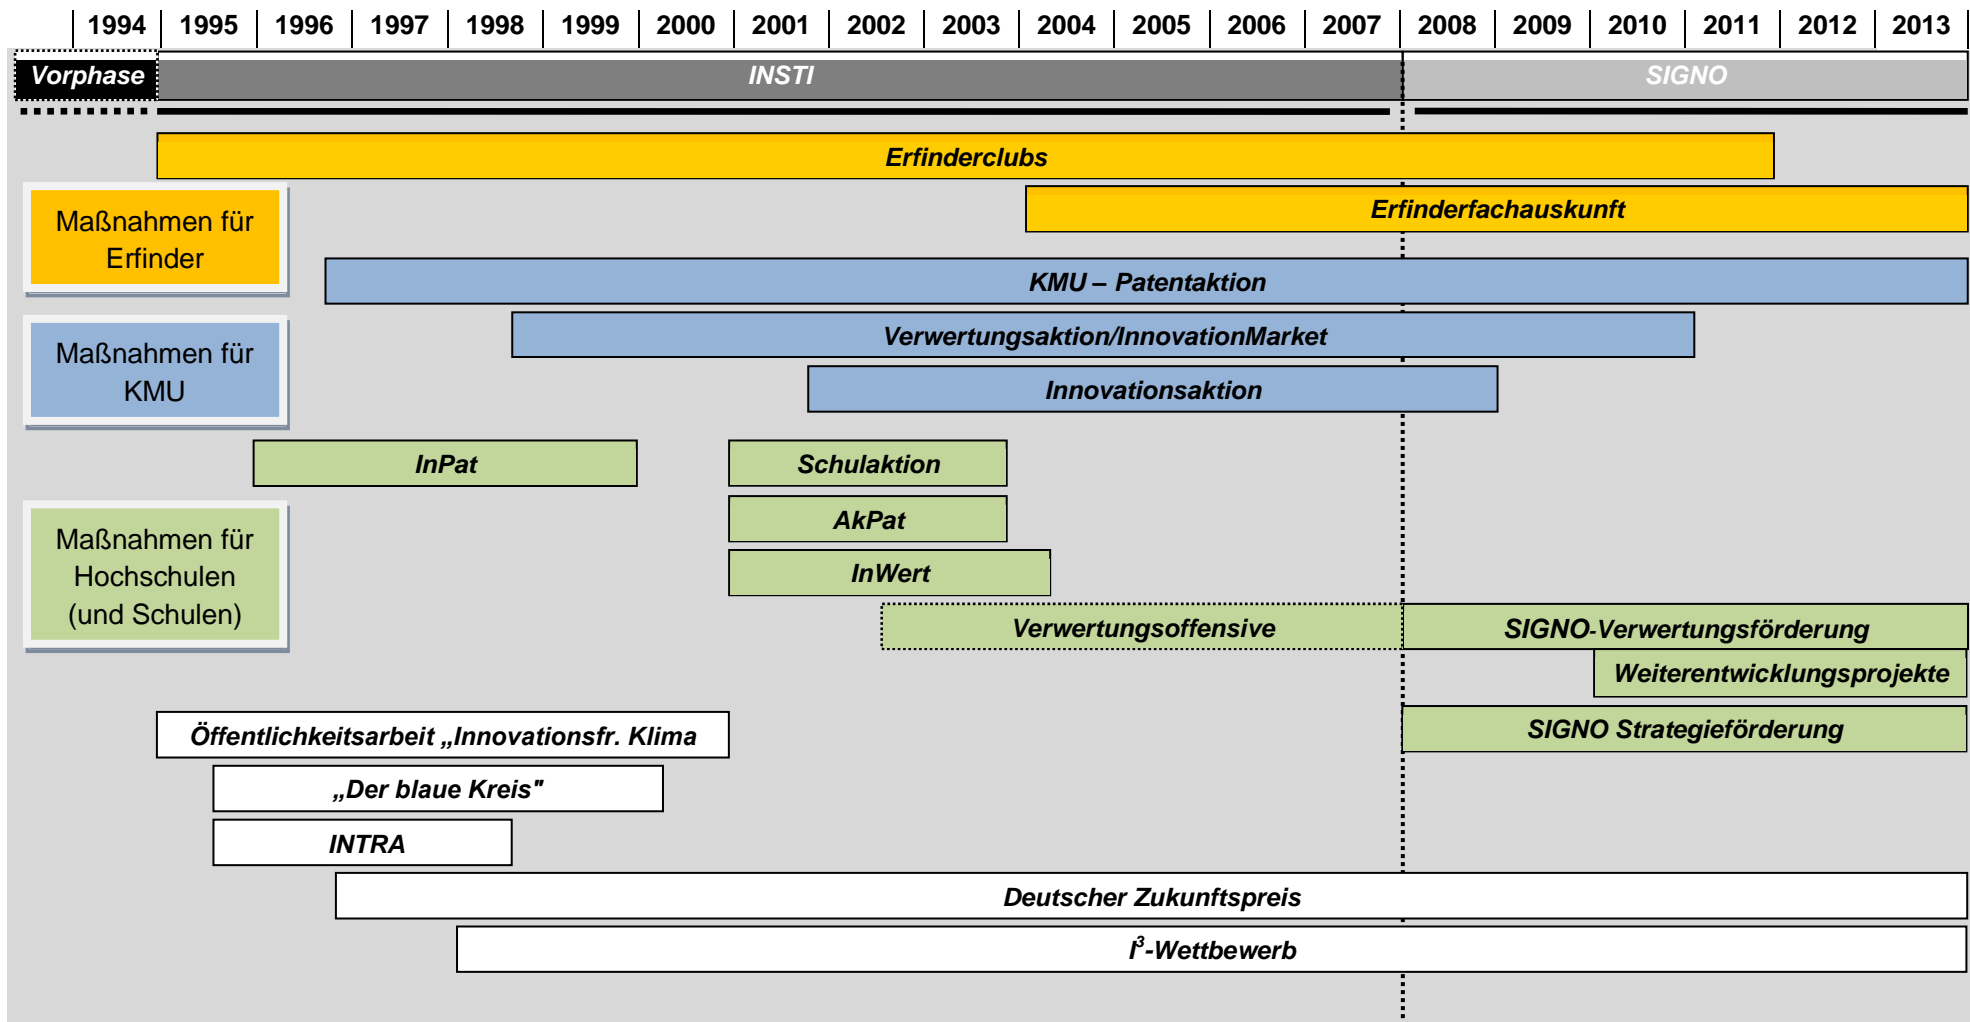 1994 1995 1996 1997 1998 1999 2000 2001 2002 2003 2004 2005 2006 2007 2008 2009 2010 2011 2012 2013
Vorphase INSTI SIGNO
Erfinderclubs
Erfinderfachauskunft
Maßnahmen für
Erfinder
KMU – Patentaktion
Verwertungsaktion/InnovationMarket
Maßnahmen für
KMU
Innovationsaktion
InPat Schulaktion
AkPat
Maßnahmen für
Hochschulen
(und Schulen)
InWert
Verwertungsoffensive SIGNO-Verwertungsförderung
Weiterentwicklungsprojekte
Öffentlichkeitsarbeit „Innovationsfr. Klima SIGNO Strategieförderung
„Der blaue Kreis"
INTRA
Deutscher Zukunftspreis
I³-Wettbewerb